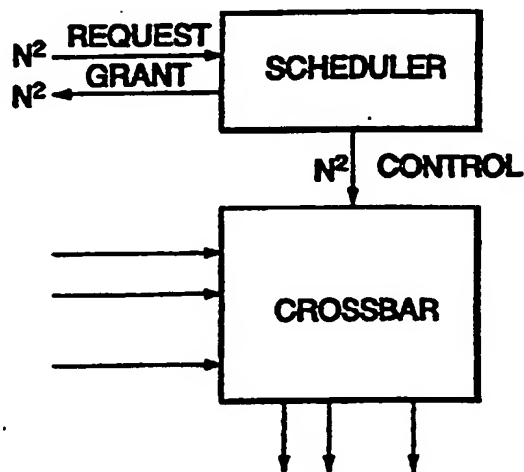 N² REQUEST
N² GRANT
SCHEDULER
N² CONTROL
CROSSBAR